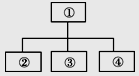 ①
② ③ ④